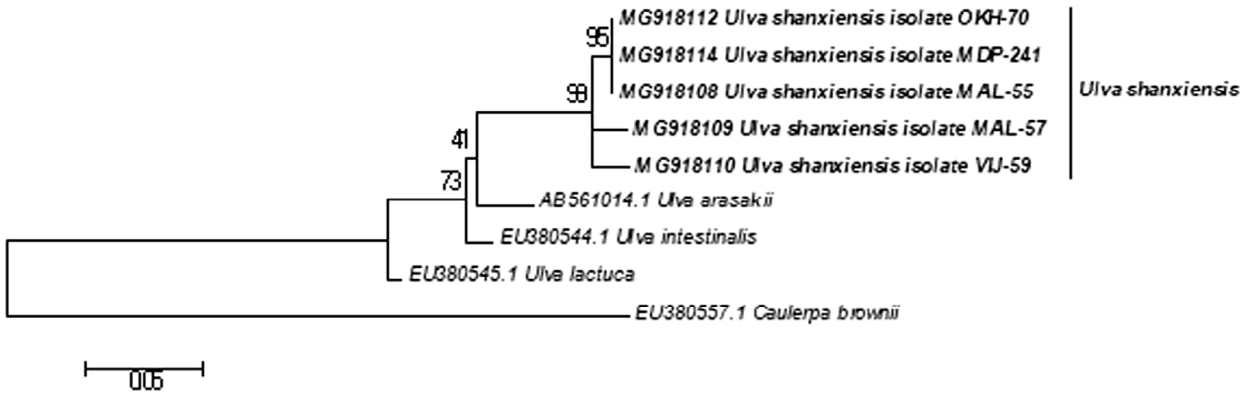 MG918112 Ulva shanxiensis isolate OKH-70
95
MG918114 Ulva shanxiensis isolate MDP-241
MG918108 Ulva shanxiensis isolate MAL-55
Ulva shanxiensis
99
MG918109 Ulva shanxiensis isolate MAL-57
41
MG918110 Ulva shanxiensis isolate VIJ-59
73
AB561014.1 Ulva arasakii
EU380544.1 Ulva intestinalis
EU380545.1 Ulva lactuca
EU380557.1 Caulerpa brownii
0.05